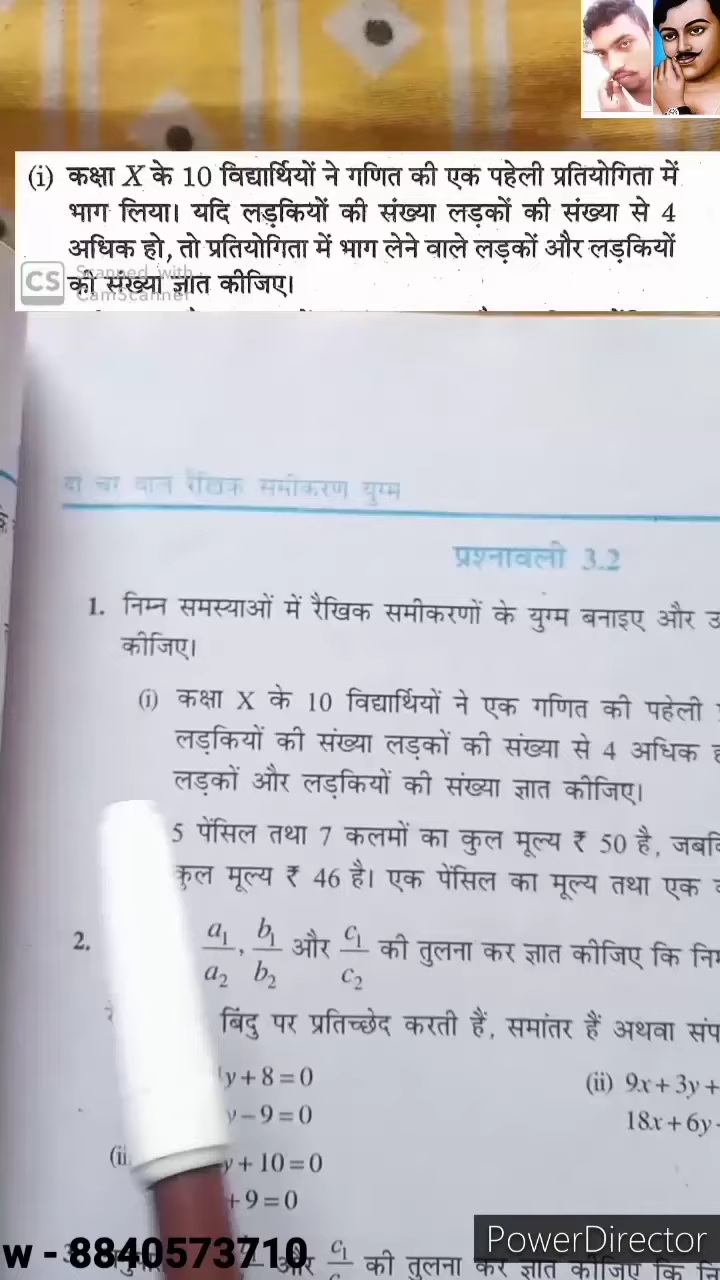 (i) कक्षा X के 10 विद्यार्थियों ने गणित की एक पहेली प्रतियोगिता में
भाग लिया। यदि लड़कियों की संख्या लड़कों की संख्या से 4
अधिक हो, तो प्रतियोगिता में भाग लेने वाले लड़कों और लड़कियों
की संख्या ज्ञात कीजिए।
CS Scanned with
CamScanner
दो चर वाले रैखिक समीकरण युग्म
प्रश्नावली 3.2
1. निम्न समस्याओं में रैखिक समीकरणों के युग्म बनाइए और
कीजिए।
(i) कक्षा X के 10 विद्यार्थियों ने एक गणित की पहेली
लड़कियों की संख्या लड़कों की संख्या से 4 अधिक
लड़कों और लड़कियों की संख्या ज्ञात कीजिए।
5 पेंसिल तथा 7 कलमों का कुल मूल्य ₹ 50 है, जबकि
कुल मूल्य ₹ 46 है। एक पेंसिल का मूल्य तथा एक
2. a₁/a₂, b₁/b₂ और c₁/c₂ की तुलना कर ज्ञात कीजिए कि
बिंदु पर प्रतिच्छेद करती हैं, समांतर हैं अथवा
y + 8 = 0
(ii) 9x + 3y +
y – 9 = 0
18x + 6y
y + 10 = 0
+ 9 = 0
PowerDirector
w - 8840573710
और c₁ की तुलना कर ज्ञात कीजिए कि